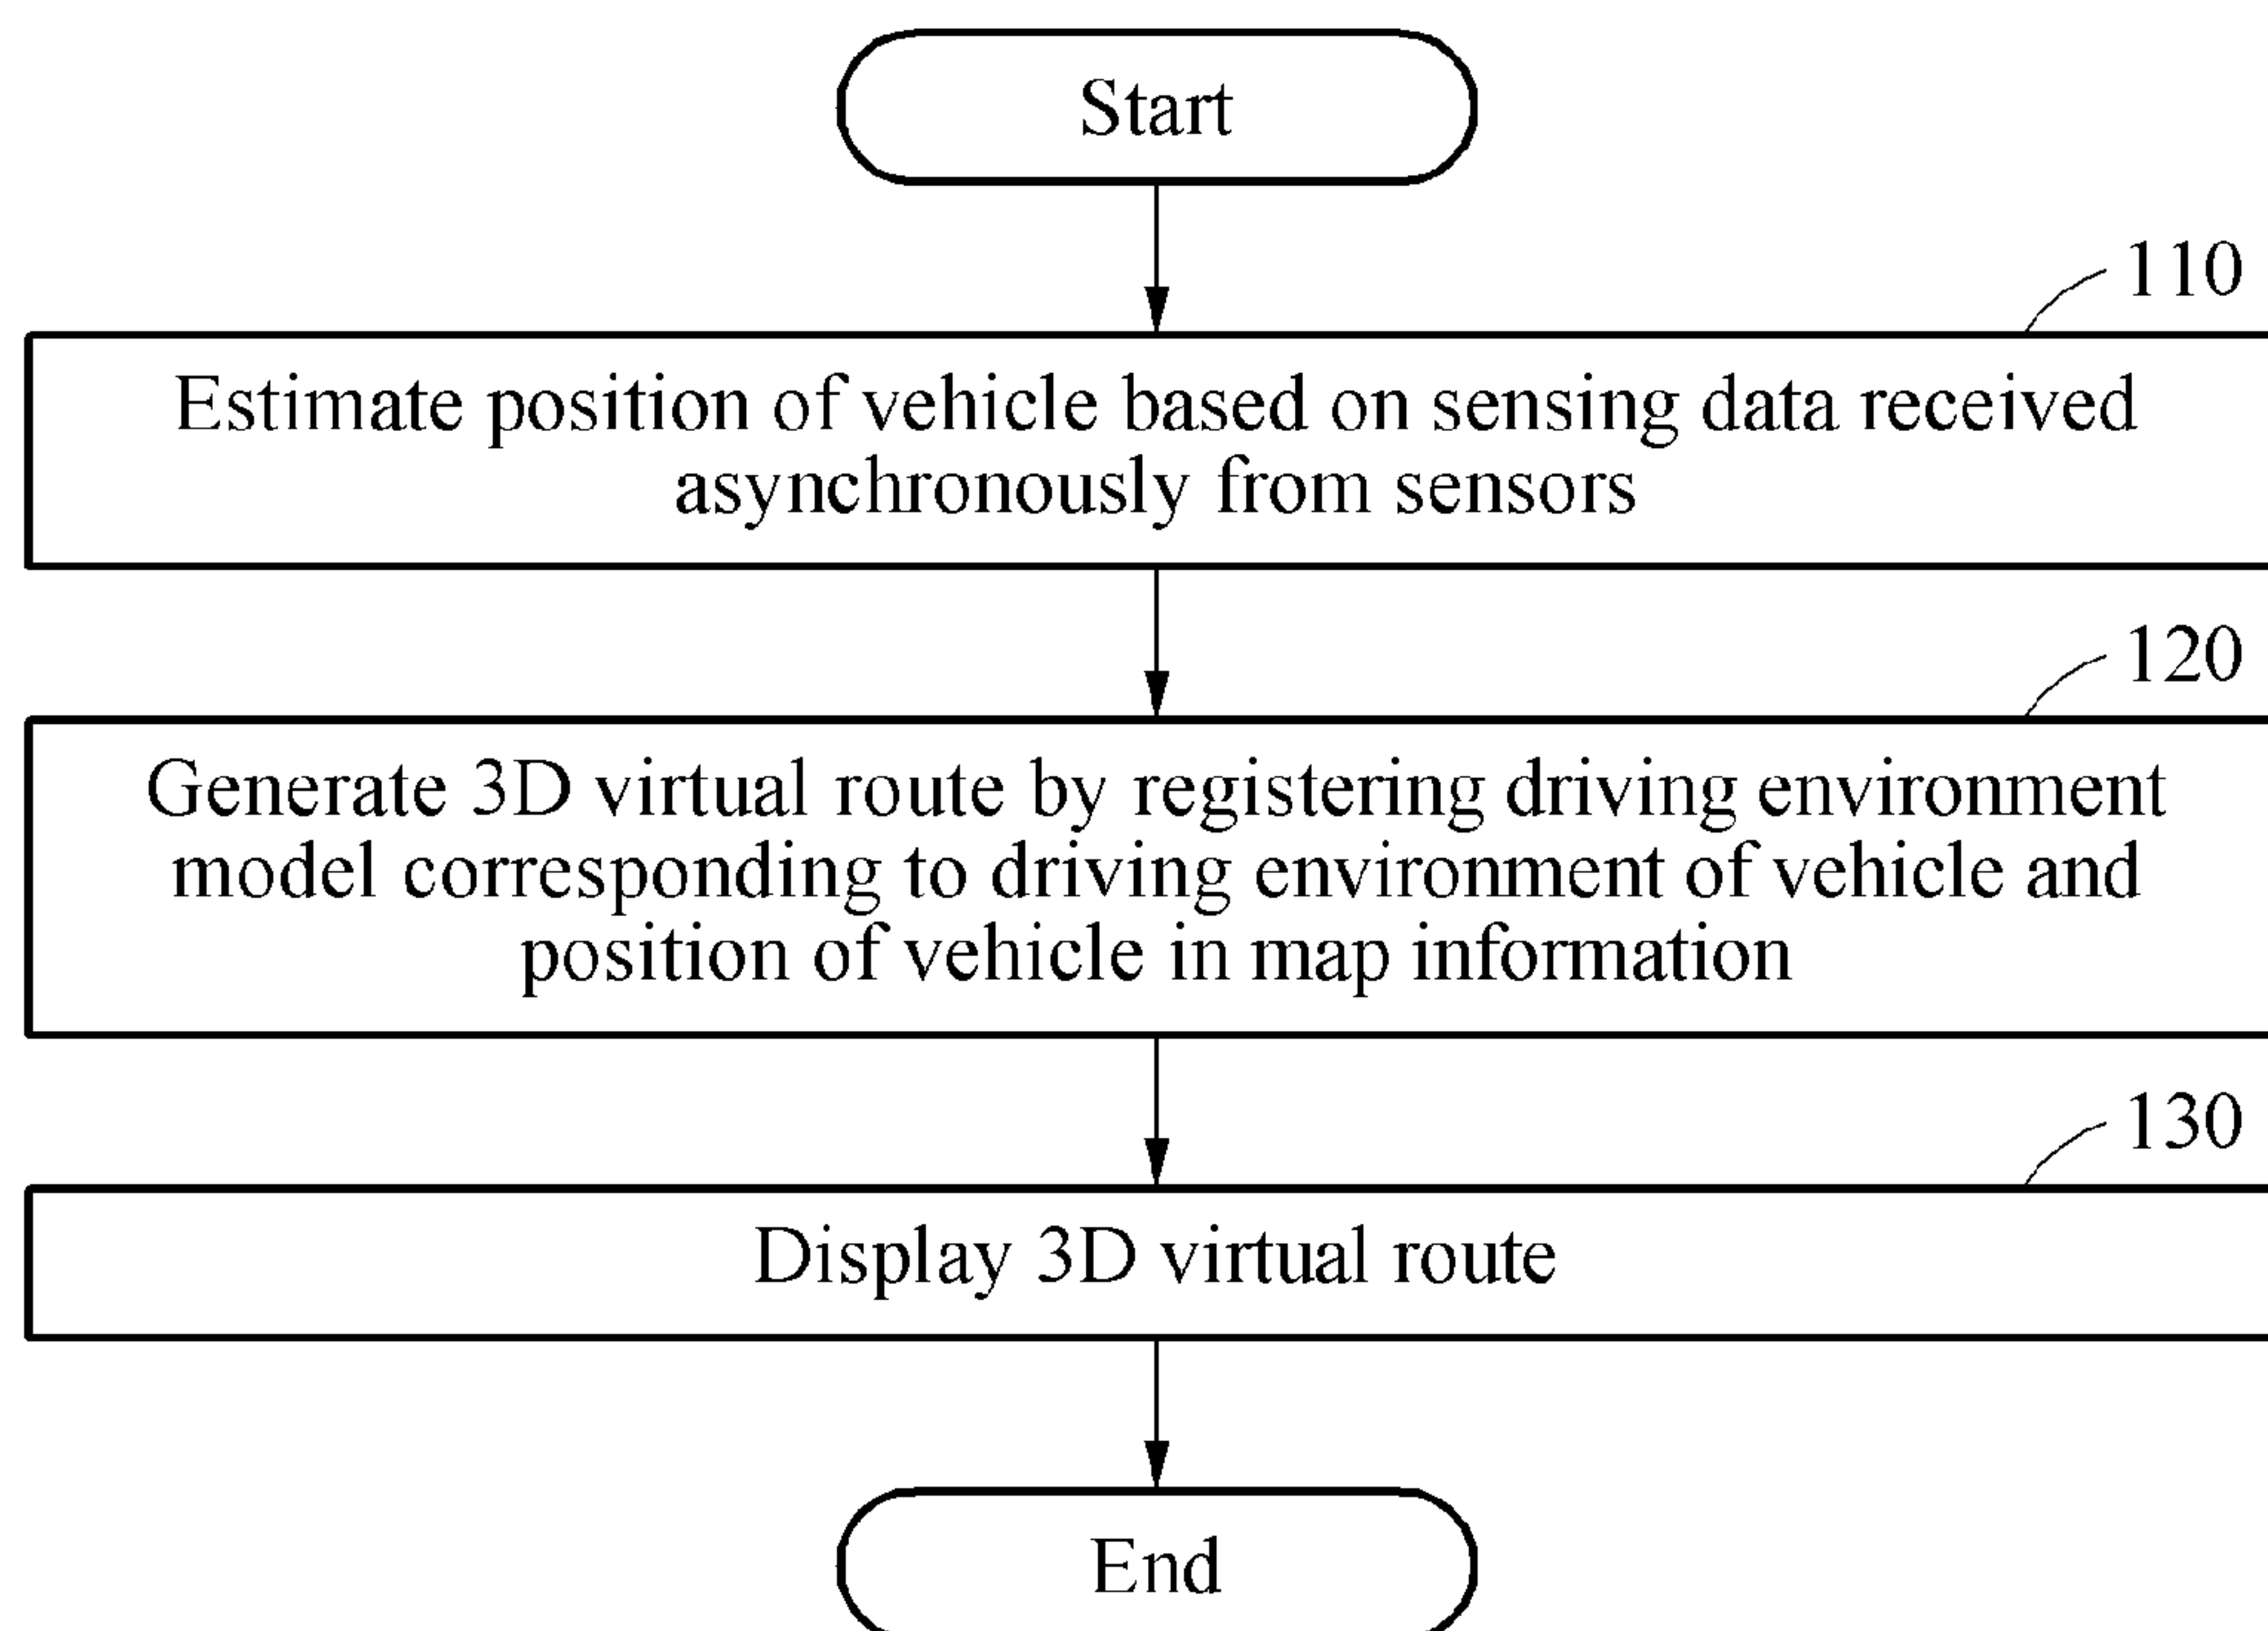 Start
110
Estimate position of vehicle based on sensing data received
asynchronously from sensors
120
Generate 3D virtual route by registering driving environment
model corresponding to driving environment of vehicle and
position of vehicle in map information
130
Display 3D virtual route
End